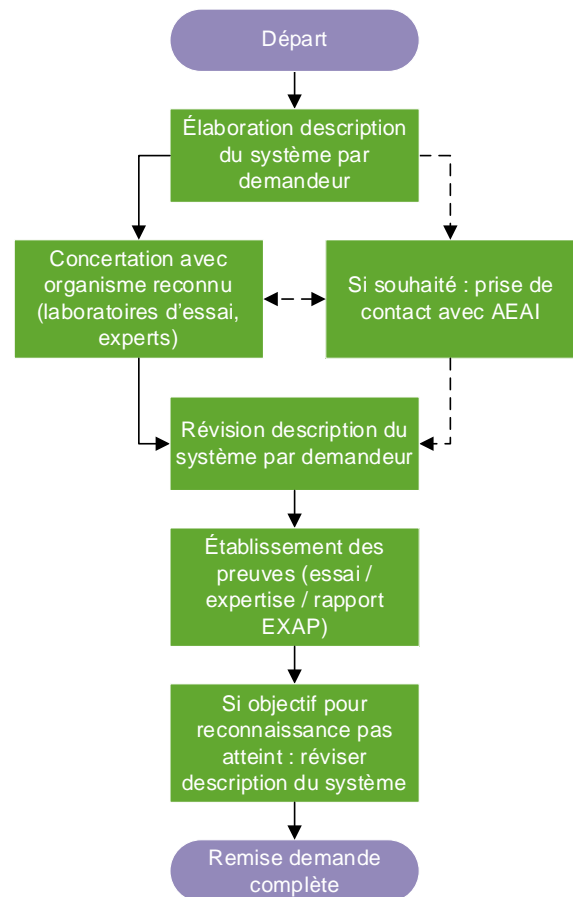 Départ
Élaboration description
du système par
demandeur
Concertation avec
organisme reconnu
(laboratoires d'essai,
experts)
Si souhaité : prise de
contact avec AEAI
Révision description du
système par demandeur
Établissement des
preuves (essai /
expertise / rapport
EXAP)
Si objectif pour
reconnaissance pas
atteint : réviser
description du système
Remise demande
complète